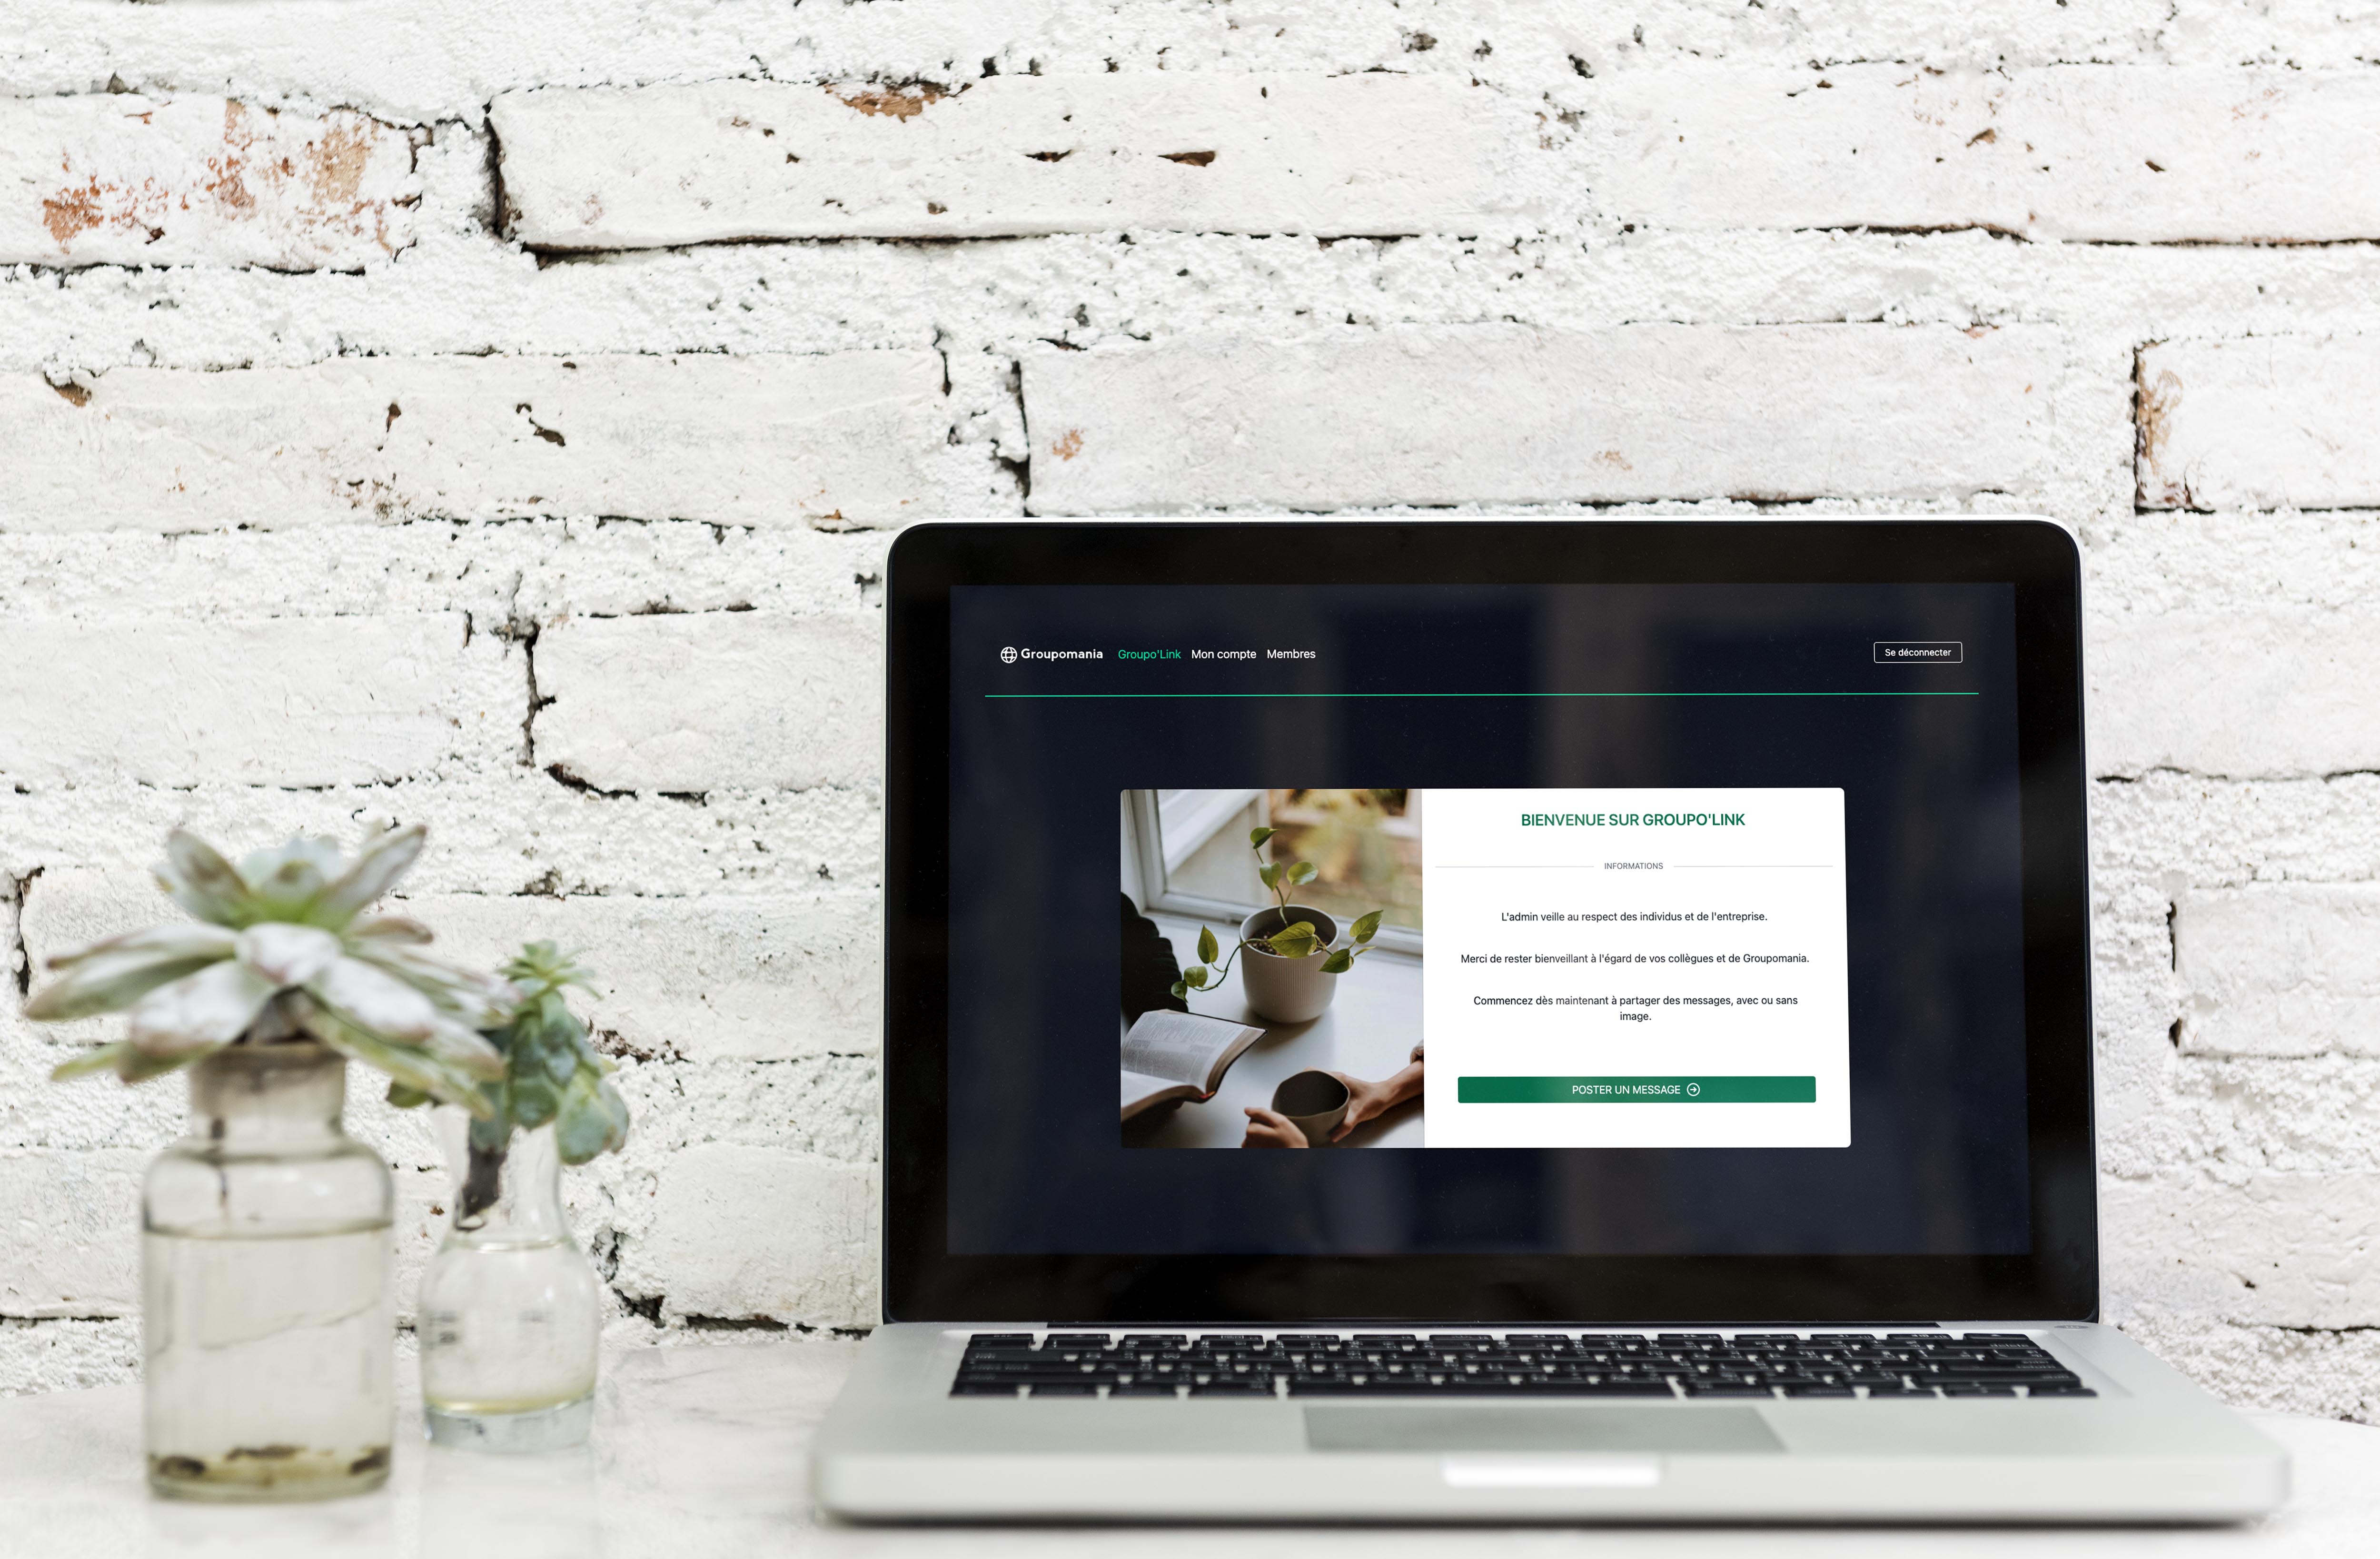 Groupomania Groupo'Link Mon compte Membres Se déconnecter
BIENVENUE SUR GROUPO'LINK
INFORMATIONS
L'admin veille au respect des individus et de l'entreprise.
Merci de rester bienveillant à l'égard de vos collègues et de Groupomania.
Commencez dès maintenant à partager des messages, avec ou sans
image.
POSTER UN MESSAGE